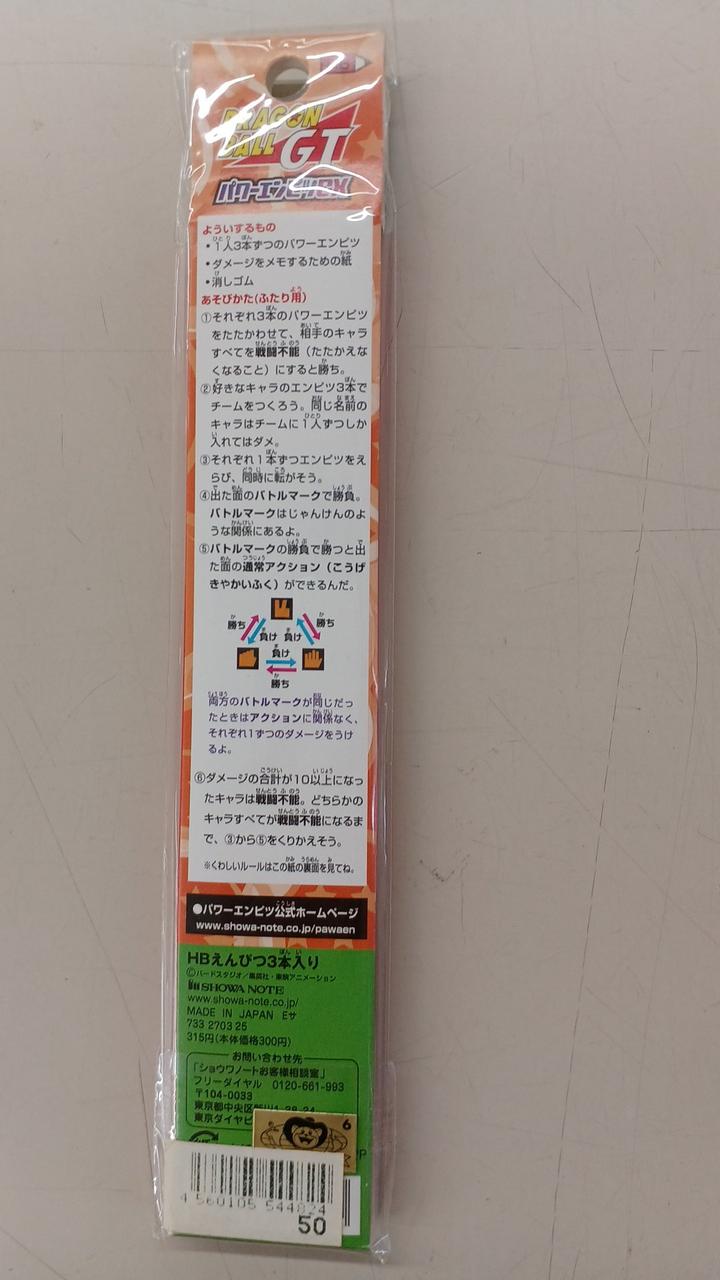 DRAGON
BALL GT
パワーエンピツEX
よういするもの
・1人3本ずつのパワーエンピツ
・ダメージをメモするための紙
・消しゴム
あそびかた(ふたり用)
①それぞれ3本のパワーエンピツ
をたたかわせて、相手のキャラ
すべてを戦闘不能（たたかえな
くなること）にすると勝ち。
②好きなキャラのエンピツ3本で
チームをつくろう。同じ名前の
キャラはチームに1人ずつしか
入れてはダメ。
③それぞれ1本ずつエンピツをえ
らび、同時に転がそう。
④出た面のバトルマークで勝負。
バトルマークはじゃんけんのよ
うな関係にあるよ。
⑤バトルマークの勝負で勝つと出
た面の通常アクション（こうげ
きやかいふく）ができるんだ。
勝ち 負け 負け 勝ち
負け
勝ち
両方のバトルマークが同じだっ
たときはアクションに関係なく、
それぞれ1ずつのダメージをうけ
るよ。
⑥ダメージの合計が10以上になっ
たキャラは戦闘不能。どちらかの
キャラすべてが戦闘不能になるま
で、③から⑤をくりかえそう。
※くわしいルールはこの紙の裏面を見てね。
●パワーエンピツ公式ホームページ
www.showa-note.co.jp/pawaen
HBえんぴつ3本入り
©バードスタジオ／集英社・東映アニメーション
SHOWA NOTE
www.showa-note.co.jp/
MADE IN JAPAN Eサ
733 2703 25
315円(本体価格300円)
お問い合わせ先
「ショウワノートお客様相談室」
フリーダイヤル 0120-661-993
〒104-0033
東京都中央区
東京ダイヤビ
6
4 560105 544824
50